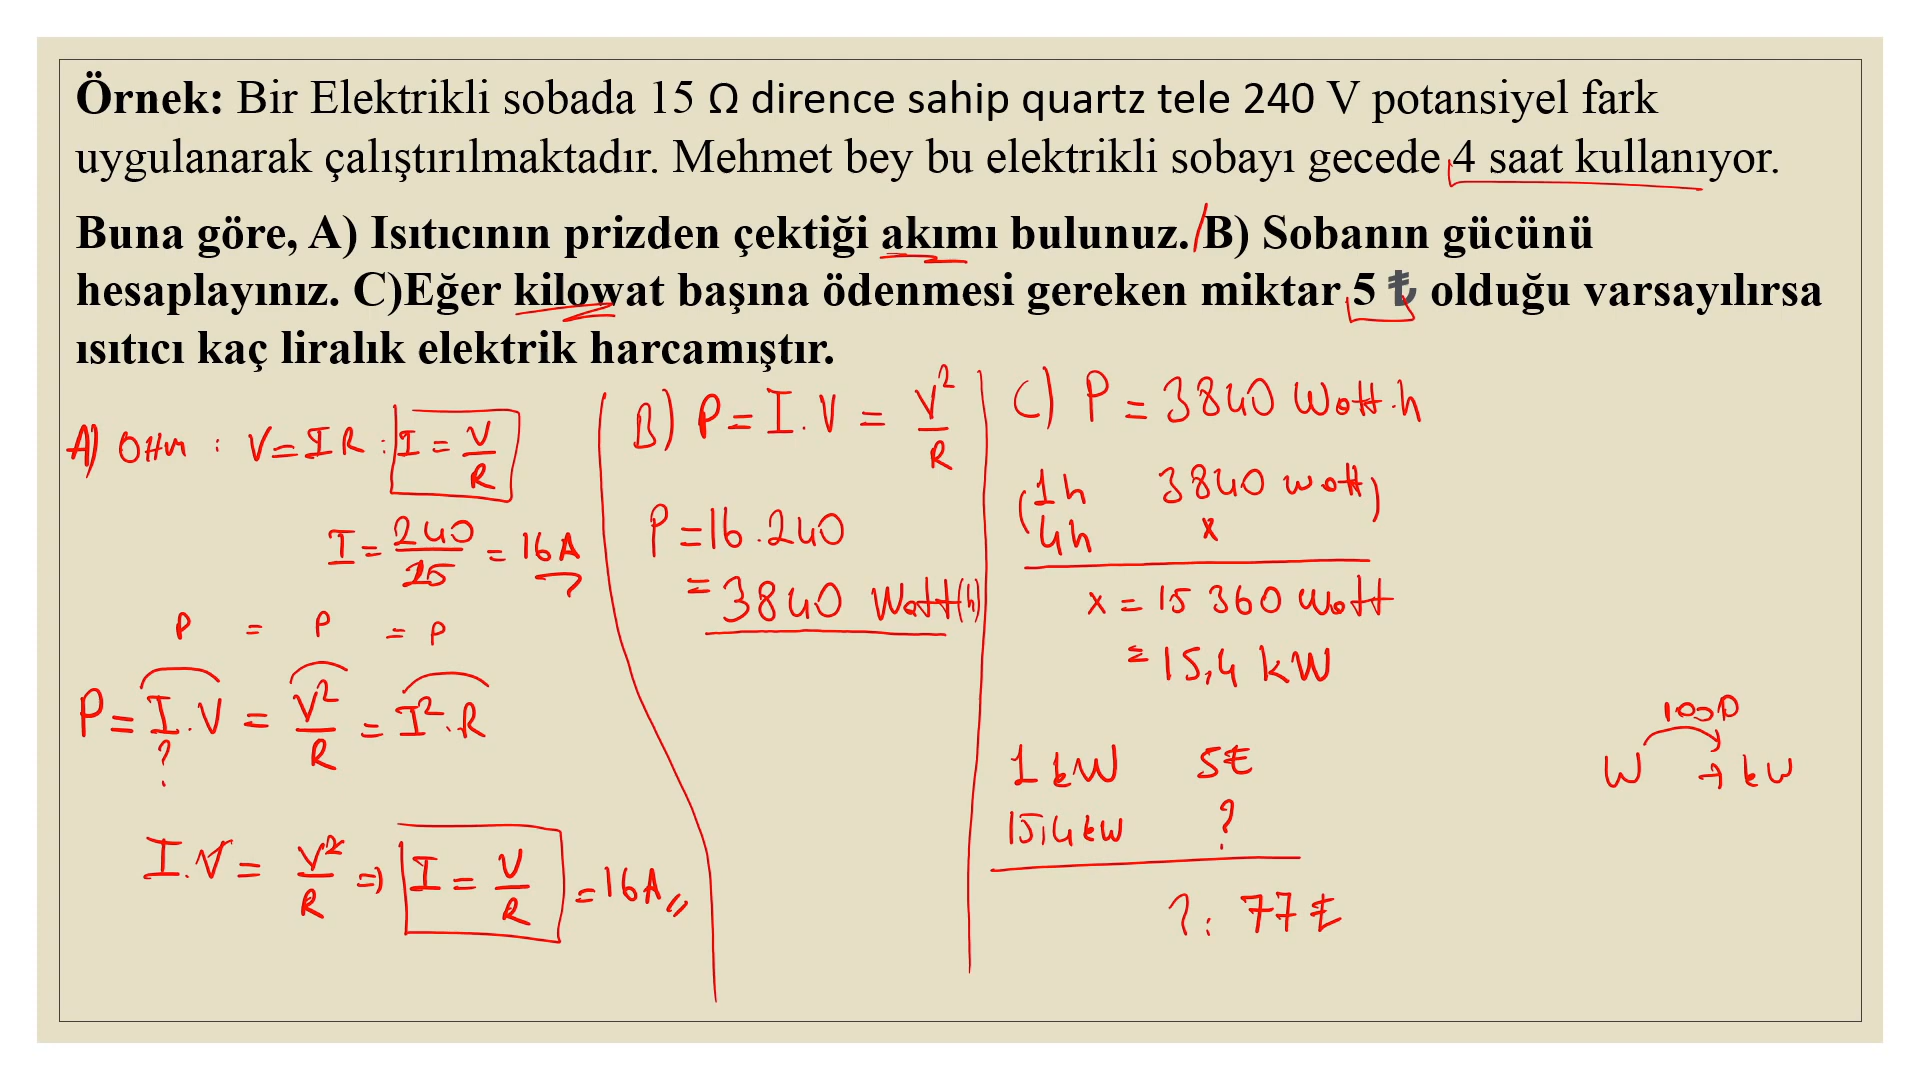 Örnek: Bir Elektrikli sobada 15 Ω dirence sahip quartz tele 240 V potansiyel fark
uygulanarak çalıştırılmaktadır. Mehmet bey bu elektrikli sobayı gecede 4 saat kullanıyor.
Buna göre, A) Isıtıcının prizden çektiği akımı bulunuz. B) Sobanın gücünü
hesaplayınız. C)Eğer kilowat başına ödenmesi gereken miktar 5 ₺ olduğu varsayılırsa
ısıtıcı kaç liralık elektrik harcamıştır.
A) OHM : V = I R : I = V/R
I = 240/15 = 16 A
P = P = P
P = I.V = V²/R = I².R
?
I.V = V²/R => I = V/R = 16 A
B) P = I.V = V²/R
P = 16.240
= 3840 Watt(h)
C) P = 3840 Watt.h
(1h 3840 watt)
4h x
x = 15 360 Watt
= 15,4 kW
1 kW 5₺
15,4 kW ?
?: 77 ₺
1000
W → kW